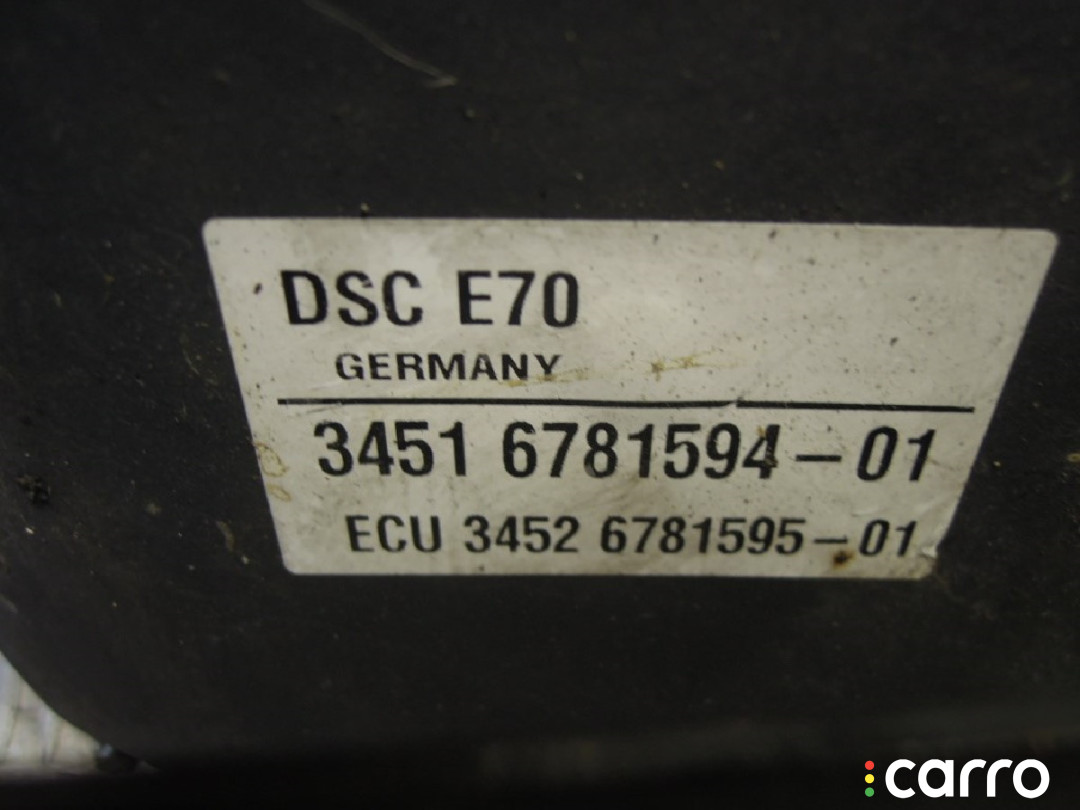 DSC E70
GERMANY
3451 6781594-01
ECU 3452 6781595-01
carro